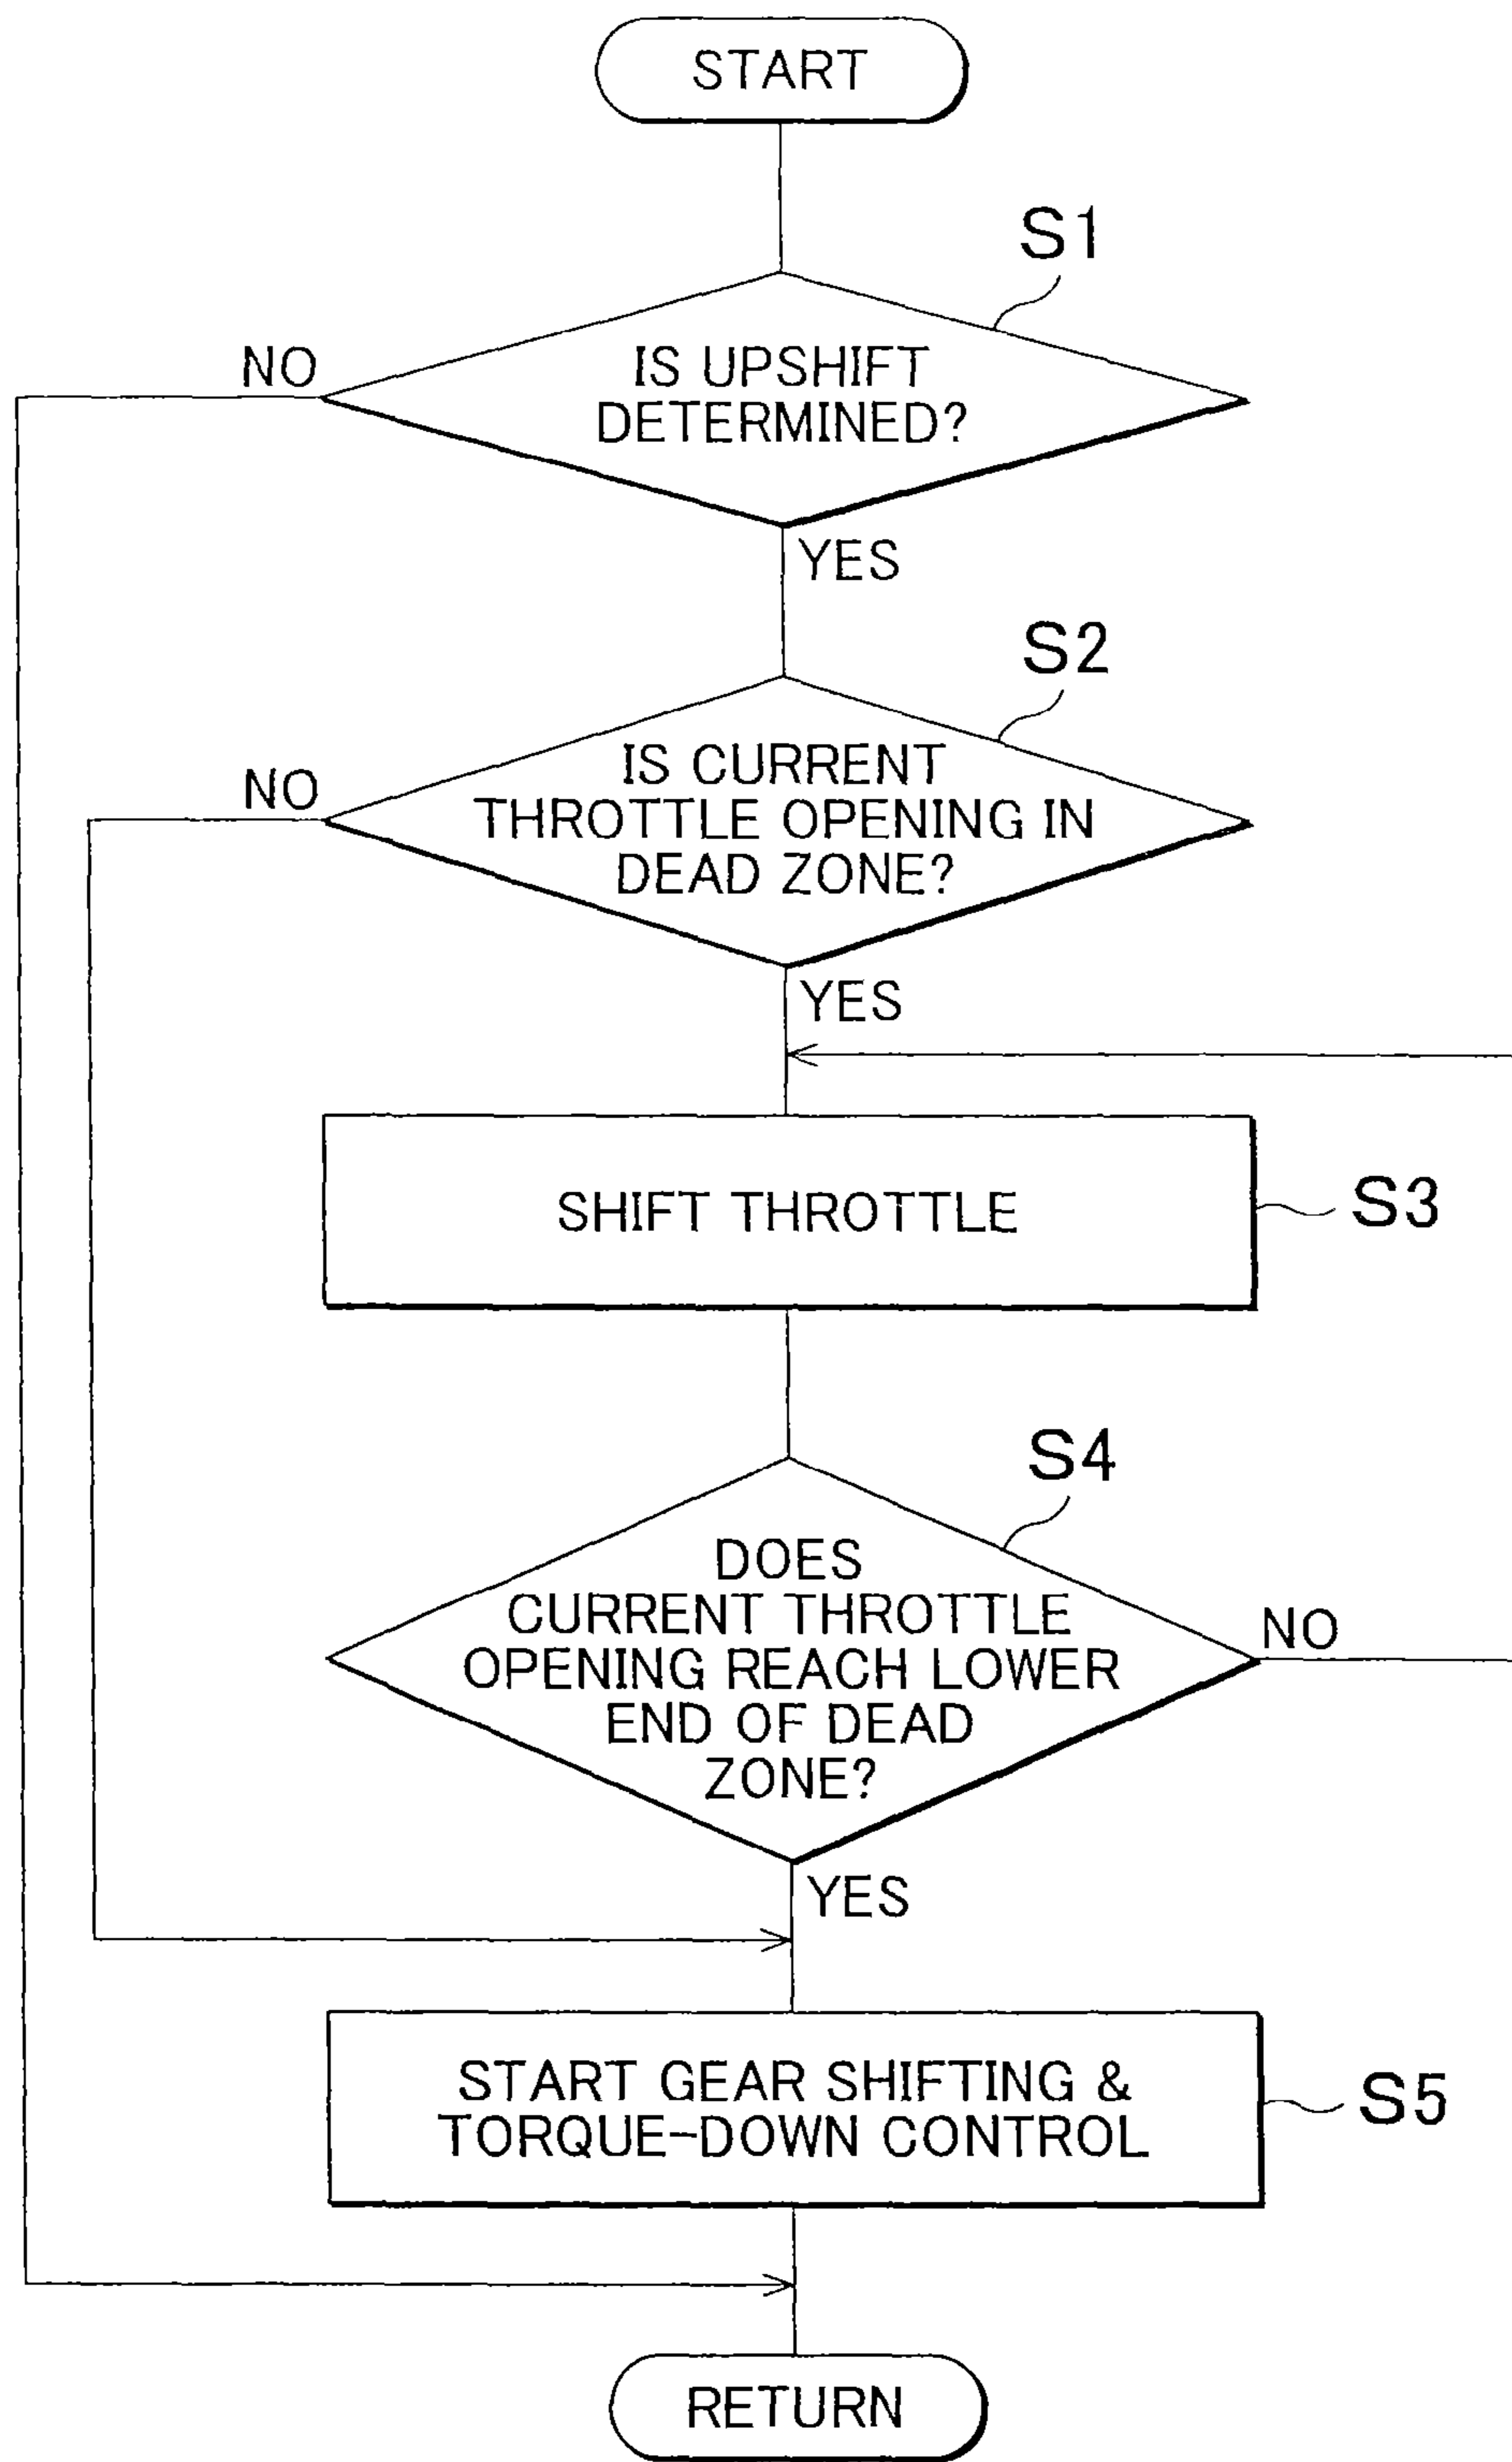 START
S1
NO
IS UPSHIFT
DETERMINED?
YES
S2
NO
IS CURRENT
THROTTLE OPENING IN
DEAD ZONE?
YES
SHIFT THROTTLE
S3
S4
DOES
CURRENT THROTTLE
OPENING REACH LOWER
END OF DEAD
ZONE?
NO
YES
START GEAR SHIFTING &
TORQUE-DOWN CONTROL
S5
RETURN